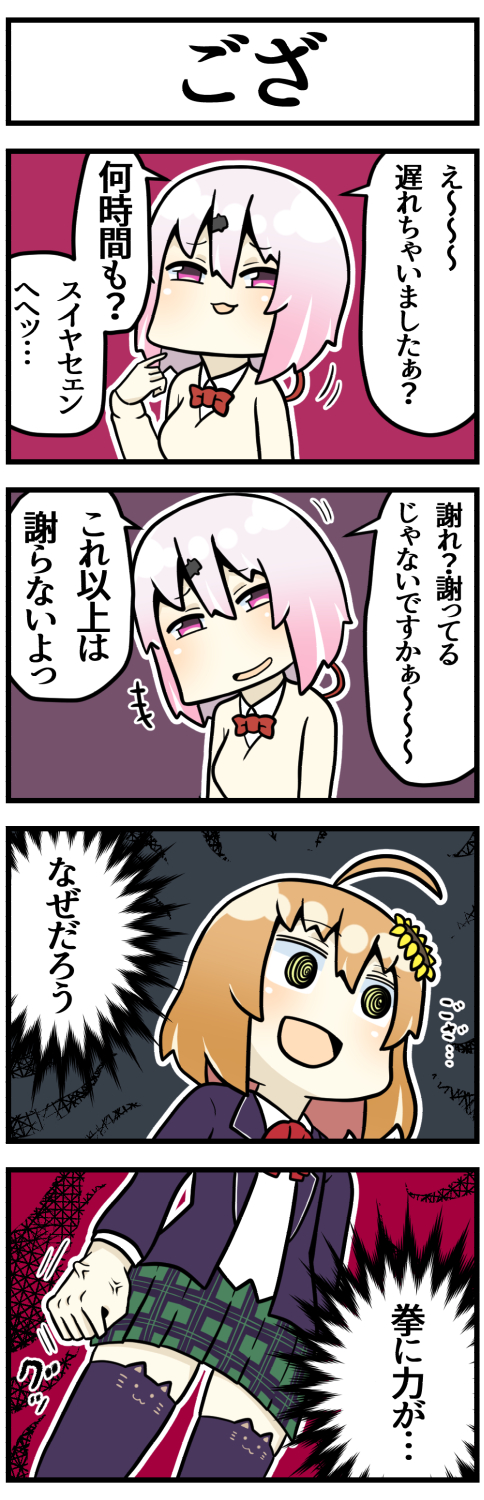 ござ
え～～～
遅れちゃいましたぁ？
何時間も？
スイヤセェン
ヘヘッ…
謝れ？謝ってる
じゃないですかぁ～～～
これ以上は
謝らないよっ
なぜだろう
ござ…
拳に力が…
グッ